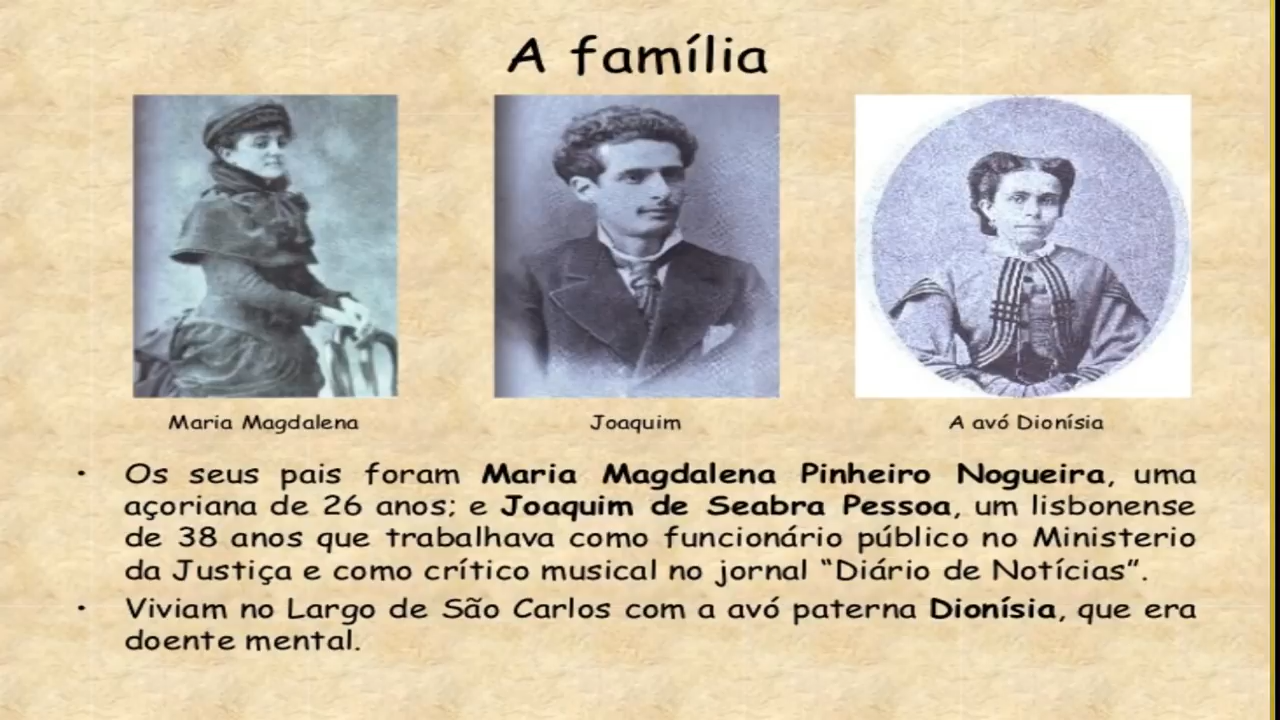 A família
Maria Magdalena
Joaquim
A avó Dionísia
• Os seus pais foram Maria Magdalena Pinheiro Nogueira, uma
açoriana de 26 anos; e Joaquim de Seabra Pessoa, um lisbonense
de 38 anos que trabalhava como funcionário público no Ministerio
da Justiça e como crítico musical no jornal “Diário de Notícias”.
• Viviam no Largo de São Carlos com a avó paterna Dionísia, que era
doente mental.